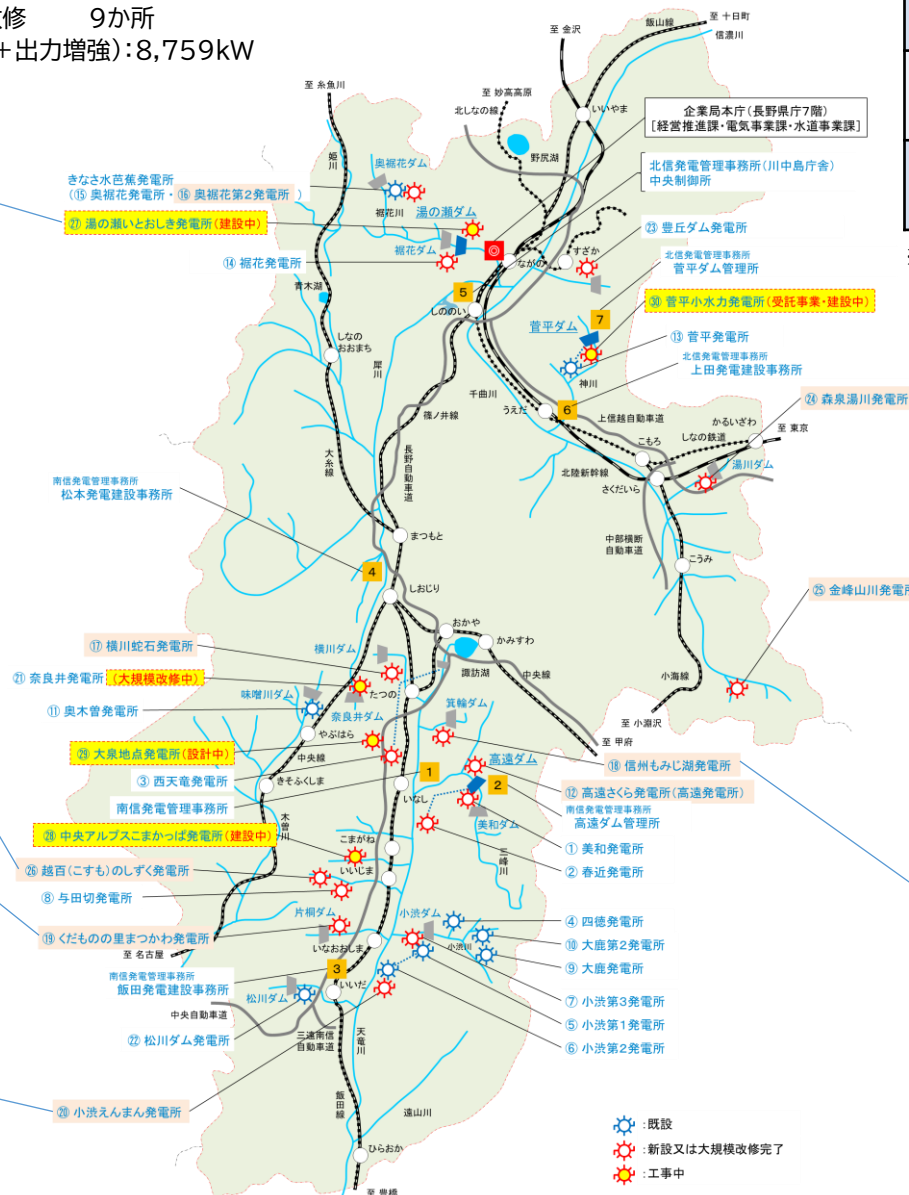 改修 9か所
＋出力増強):8,759kW
至 金沢
飯山線
至 十日町
信濃川
至 糸魚川
至 妙高高原
北しなの線
いいやま
企業局本庁(長野県庁7階)
[経営推進課・電気事業課・水道事業課]
姫川
奥裾花ダム
野尻湖
北信発電管理事務所(川中島庁舎)
中央制御所
きなさ水芭蕉発電所
(⑮ 奥裾花発電所・⑯ 奥裾花第2発電所 )
裾花川
湯の瀬ダム
㉗ 湯の瀬いとおしき発電所(建設中)
㉓ 豊丘ダム発電所
すざか
裾花ダム
ながの
⑭ 裾花発電所
北信発電管理事務所
菅平ダム管理所
青木湖
5
しののい
㉚ 菅平小水力発電所(受託事業・建設中)
7
菅平ダム
⑬ 菅平発電所
しなの
おおまち
犀川
神川
北信発電管理事務所
上田発電建設事務所
千曲川
6
うえだ
㉔ 森泉湯川発電所
篠ノ井線
上信越自動車道
かるいざわ
至 東京
こもろ
しなの鉄道
大糸線
長野自動車道
北陸新幹線
湯川ダム
さくだいら
南信発電管理事務所
松本発電建設事務所
まつもと
中部横断
自動車道
こうみ
4
しおじり
㉕ 金峰山川発電所
おかや
かみすわ
⑰ 横川蛇石発電所
横川ダム
諏訪湖
中央線
小海線
㉑ 奈良井発電所 (大規模改修中)
たつの
味噌川ダム
⑪ 奥木曽発電所
奈良井ダム
箕輪ダム
至 小淵沢
やぶはら
至 甲府
㉙ 大泉地点発電所(設計中)
中央線
高遠ダム
⑱ 信州もみじ湖発電所
③ 西天竜発電所
1
きそふくしま
いなし
2
⑫ 高遠さくら発電所(高遠発電所)
南信発電管理事務所
南信発電管理事務所
高遠ダム管理所
木曽川
美和ダム
㉘ 中央アルプスこまかっぱ発電所(建設中)
こまがね
三峰川
① 美和発電所
② 春近発電所
㉖ 越百(こすも)のしずく発電所
いいじま
⑧ 与田切発電所
片桐ダム
小渋ダム
④ 四徳発電所
⑲ くだものの里まつかわ発電所
いなおおしま
小渋川
⑩ 大鹿第2発電所
至 名古屋
⑨ 大鹿発電所
南信発電管理事務所
飯田発電建設事務所
3
いいだ
松川ダム
⑦ 小渋第3発電所
中央自動車道
⑤ 小渋第1発電所
㉒ 松川ダム発電所
三遠南信
自動車道
天竜川
⑥ 小渋第2発電所
飯田線
遠山川
⑳ 小渋えんまん発電所
:既設
:新設又は大規模改修完了
ひらおか
:工事中
至 豊橋